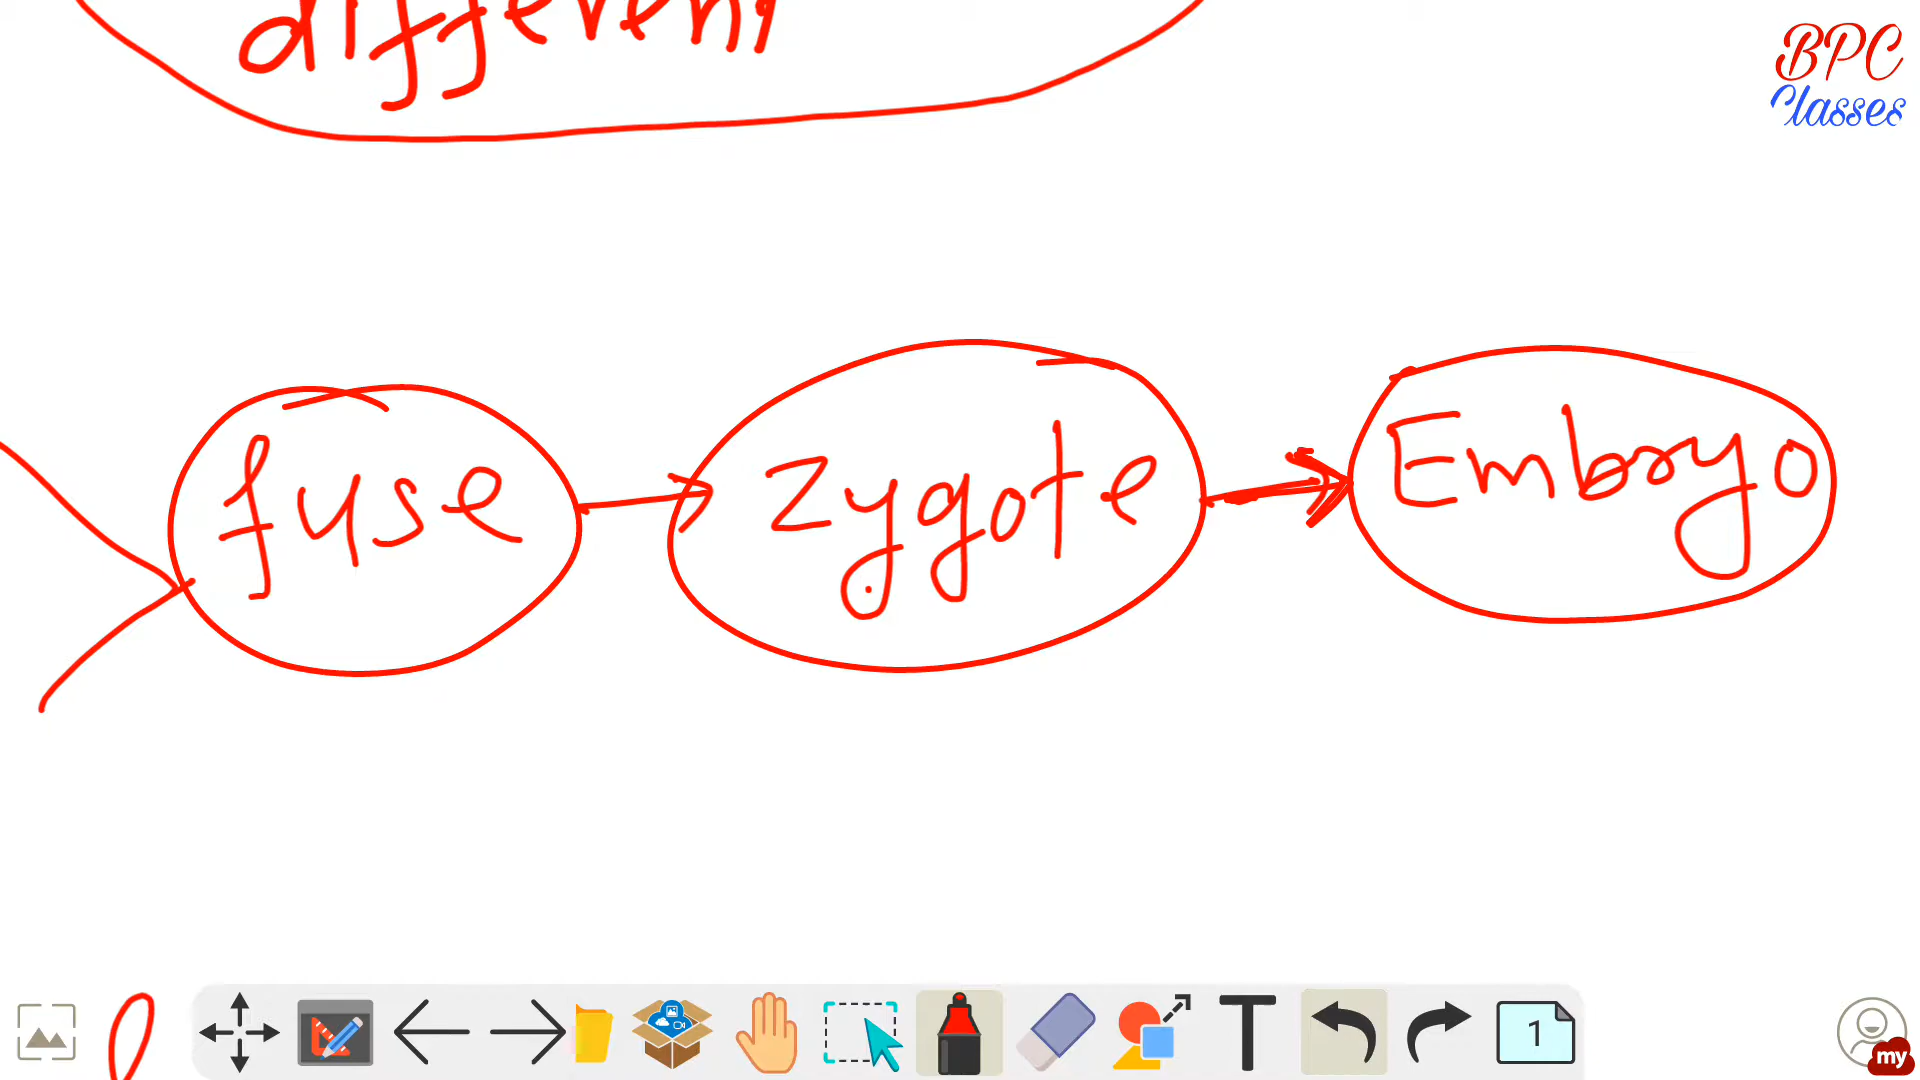 different
BPC
Classes
fuse
zygote
Embryo
1
my